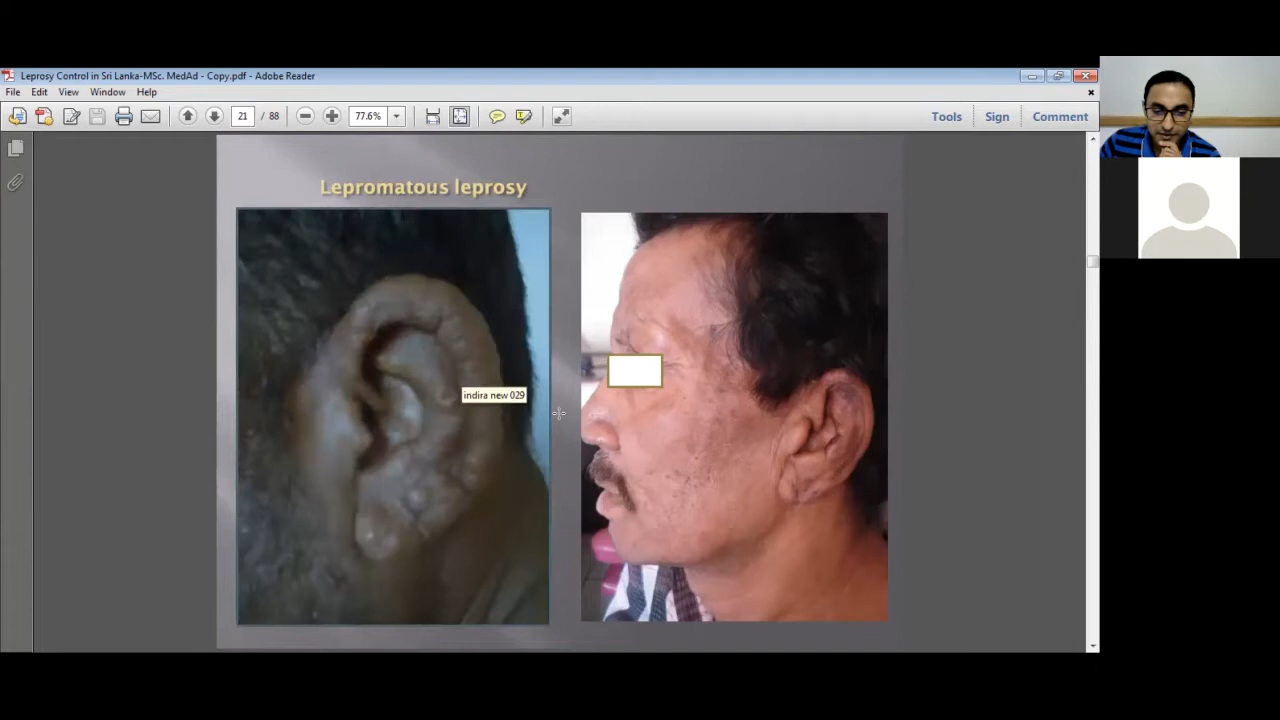 Leprosy Control in Sri Lanka-MSc. MedAd - Copy.pdf - Adobe Reader
File Edit View Window Help
21 / 88 77.6% Tools Sign Comment
Lepromatous leprosy
indira new 029